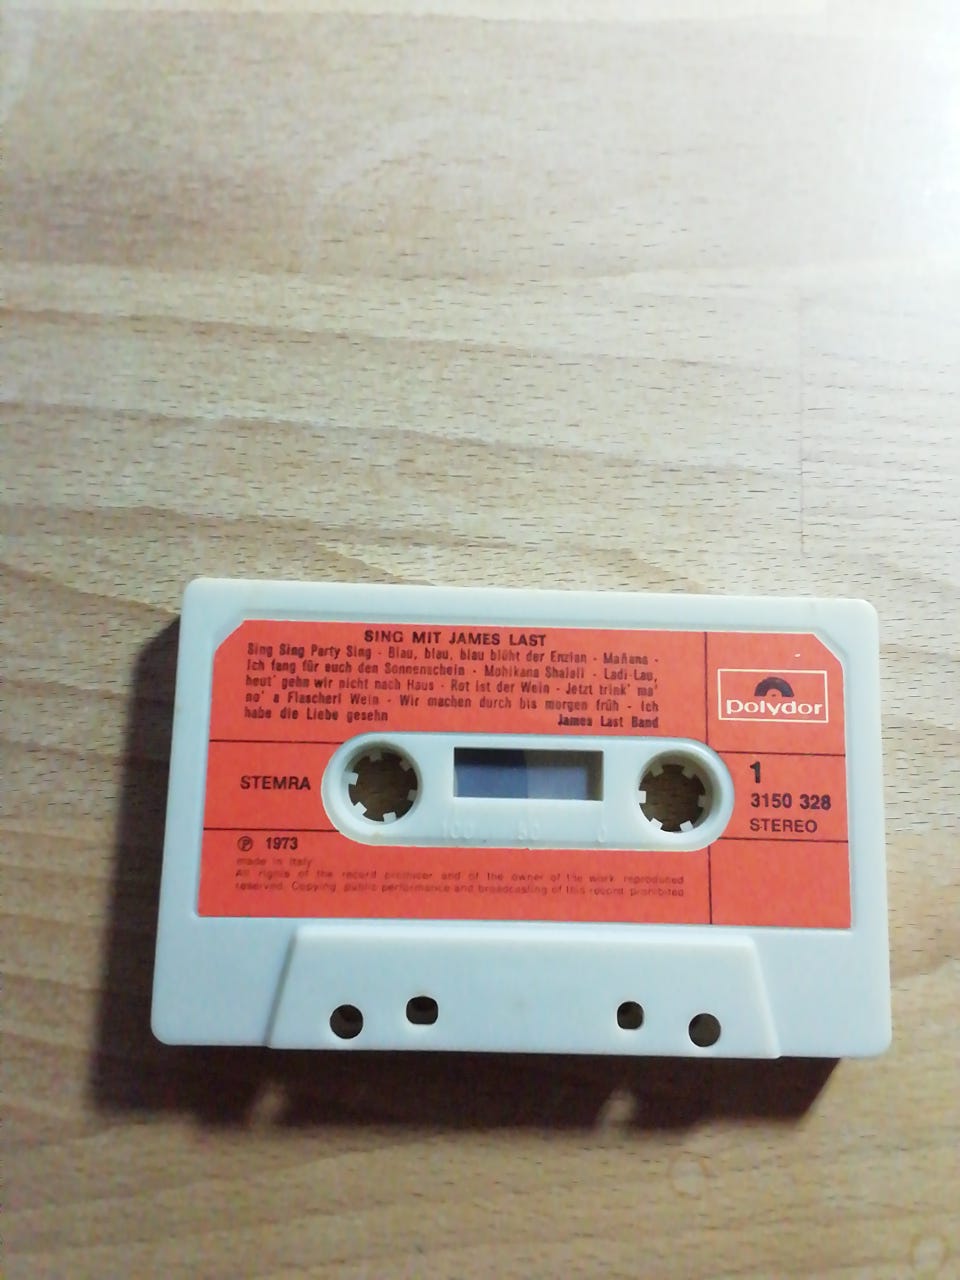 SING MIT JAMES LAST
Sing Sing Party Sing - Blau, blau, blau blüht der Enzian - Mañana -
Ich fang für euch den Sonnenschein - Mohikana Shalali - Ladi-Lau,
heut' gehn wir nicht nach Haus - Rot ist der Wein - Jetzt trink' ma'
no' a Flascherl Wein - Wir machen durch bis morgen früh - Ich
habe die Liebe gesehn James Last Band
polydor
STEMRA
1
3150 328
STEREO
100 50 0
℗ 1973
made in Italy
All rights of the record producer and of the owner of the work reproduced
reserved. Copying, public performance and broadcasting of this record prohibited